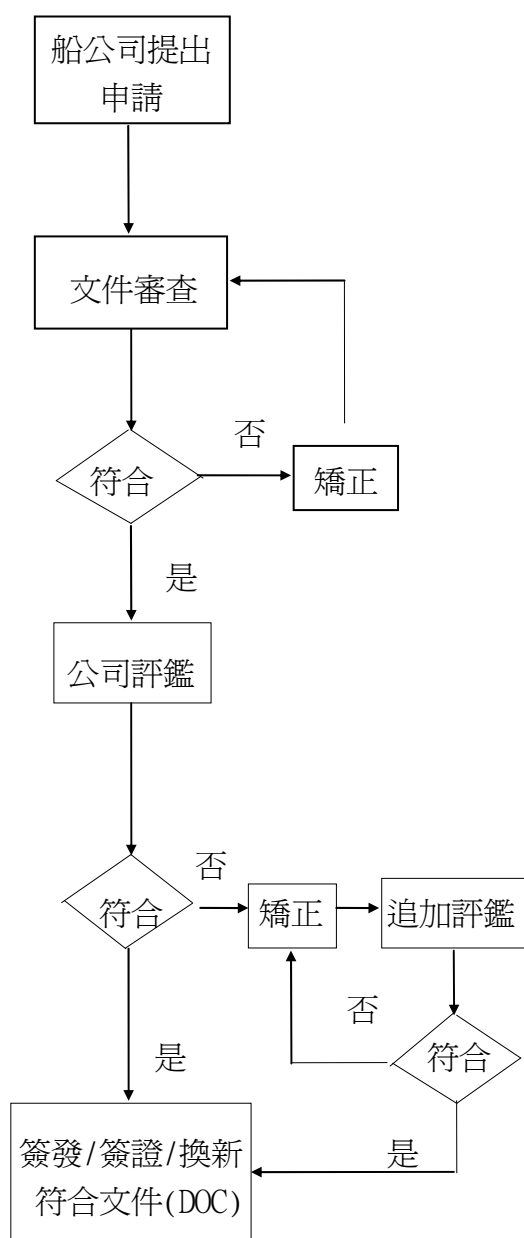 船公司提出
申請
文件審查
否
符合
矯正
是
公司評鑑
否
符合
矯正
追加評鑑
否
符合
是
是
簽發/簽證/換新
符合文件(DOC)